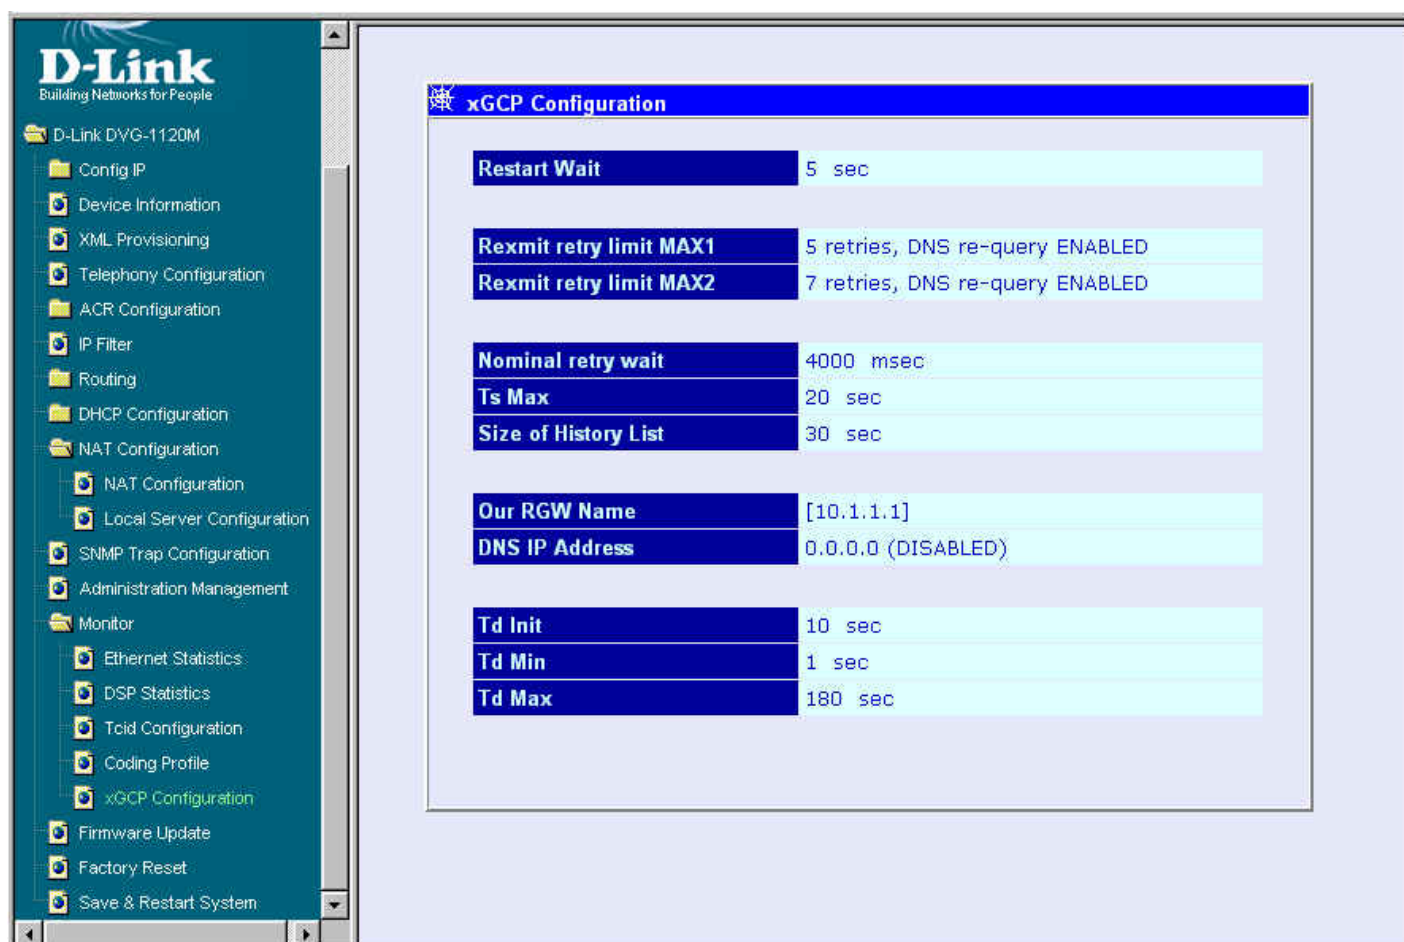 D-Link
Building Networks for People
D-Link DVG-1120M
Config IP
Device Information
XML Provisioning
Telephony Configuration
ACR Configuration
IP Filter
Routing
DHCP Configuration
NAT Configuration
NAT Configuration
Local Server Configuration
SNMP Trap Configuration
Administration Management
Monitor
Ethernet Statistics
DSP Statistics
Tcid Configuration
Coding Profile
xGCP Configuration
Firmware Update
Factory Reset
Save & Restart System
xGCP Configuration
Restart Wait 5 sec
Rexmit retry limit MAX1 5 retries, DNS re-query ENABLED
Rexmit retry limit MAX2 7 retries, DNS re-query ENABLED
Nominal retry wait 4000 msec
Ts Max 20 sec
Size of History List 30 sec
Our RGW Name [10.1.1.1]
DNS IP Address 0.0.0.0 (DISABLED)
Td Init 10 sec
Td Min 1 sec
Td Max 180 sec